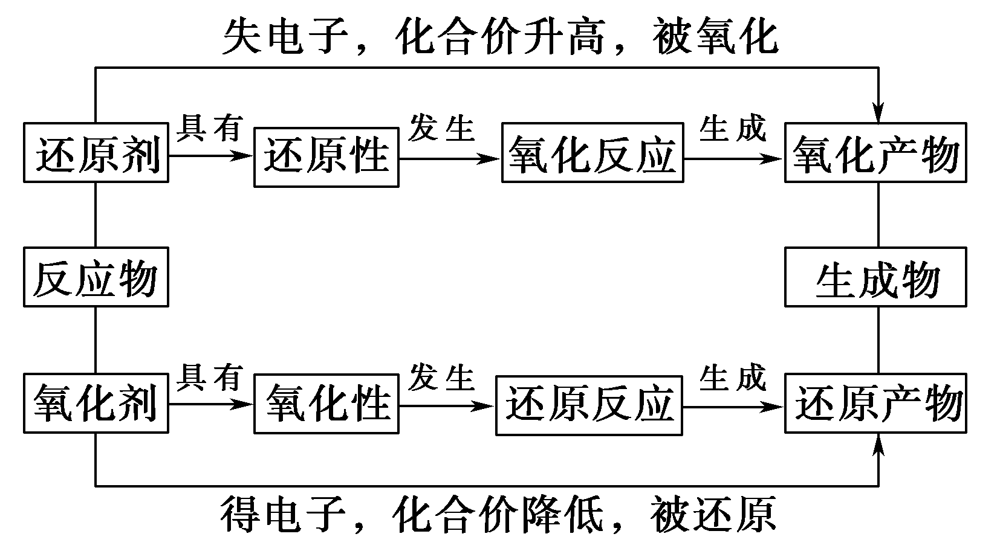 失电子，化合价升高，被氧化
具有 发生 生成
还原剂 还原性 氧化反应 氧化产物
反应物 生成物
具有 发生 生成
氧化剂 氧化性 还原反应 还原产物
得电子，化合价降低，被还原